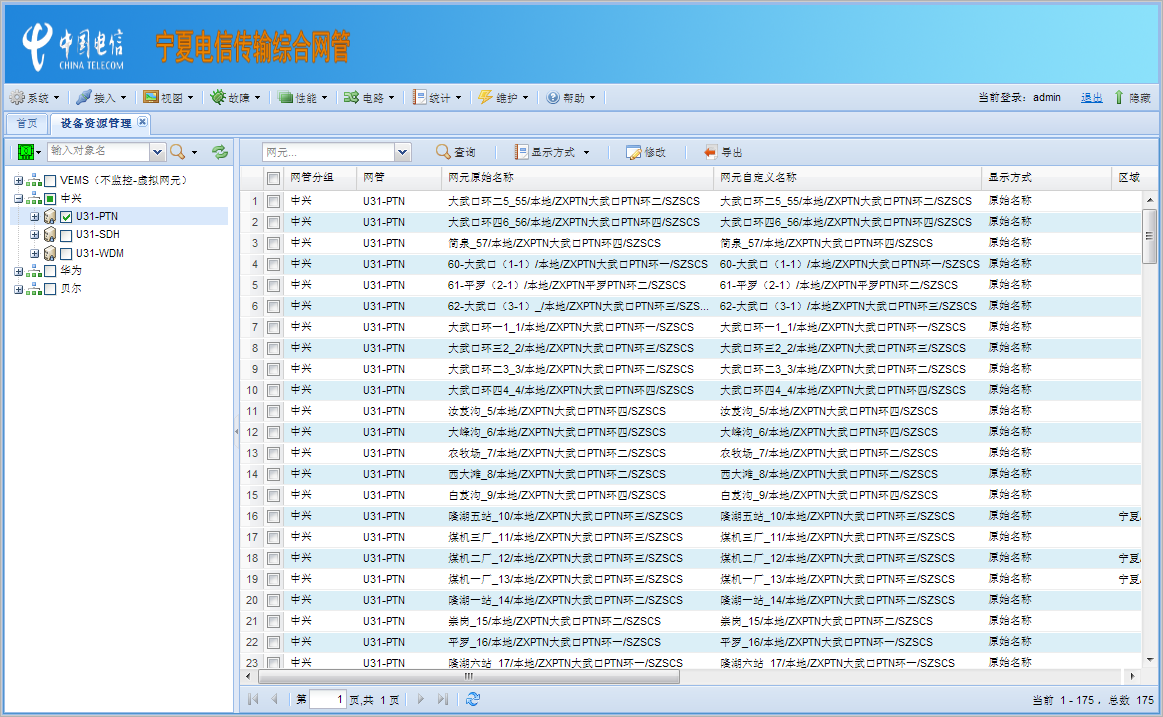 中国电信
CHINA TELECOM
宁夏电信传输综合网管
系统 接入 视图 性能 故障 电路 统计 维护 帮助 当前登录: admin 退出 隐藏
首页 设备资源管理
输入对象名
VEMS（不监控-虚拟网元）
中兴
U31-PTN
U31-SDH
U31-WDM
华为
贝尔
网元... 查询 显示方式 修改 导出
网管分组 网管 网元原始名称 网元自定义名称 显示方式 区域
1 中兴 U31-PTN 大武口环二5_55/本地/ZXPTN大武口PTN环二/SZSCS 大武口环二5_55/本地/ZXPTN大武口PTN环二/SZSCS 原始名称
2 中兴 U31-PTN 大武口环四6_56/本地/ZXPTN大武口PTN环四/SZSCS 大武口环四6_56/本地/ZXPTN大武口PTN环四/SZSCS 原始名称
3 中兴 U31-PTN 简泉_57/本地/ZXPTN大武口PTN环四/SZSCS 简泉_57/本地/ZXPTN大武口PTN环四/SZSCS 原始名称
4 中兴 U31-PTN 60-大武口（1-1）/本地/ZXPTN大武口PTN环一/SZSCS 60-大武口（1-1）/本地/ZXPTN大武口PTN环一/SZSCS 原始名称
5 中兴 U31-PTN 61-平罗（2-1）/本地/ZXPTN平罗PTN环二/SZSCS 61-平罗（2-1）/本地/ZXPTN平罗PTN环二/SZSCS 原始名称
6 中兴 U31-PTN 62-大武口（3-1）_/本地/ZXPTN大武口PTN环三/SZS... 62-大武口（3-1）/本地/ZXPTN大武口PTN环三/SZSCS 原始名称
7 中兴 U31-PTN 大武口环一1_1/本地/ZXPTN大武口PTN环一/SZSCS 大武口环一1_1/本地/ZXPTN大武口PTN环一/SZSCS 原始名称
8 中兴 U31-PTN 大武口环三2_2/本地/ZXPTN大武口PTN环三/SZSCS 大武口环三2_2/本地/ZXPTN大武口PTN环三/SZSCS 原始名称
9 中兴 U31-PTN 大武口环二3_3/本地/ZXPTN大武口PTN环二/SZSCS 大武口环二3_3/本地/ZXPTN大武口PTN环二/SZSCS 原始名称
10 中兴 U31-PTN 大武口环四4_4/本地/ZXPTN大武口PTN环四/SZSCS 大武口环四4_4/本地/ZXPTN大武口PTN环四/SZSCS 原始名称
11 中兴 U31-PTN 汝萁沟_5/本地/ZXPTN大武口PTN环四/SZSCS 汝萁沟_5/本地/ZXPTN大武口PTN环四/SZSCS 原始名称
12 中兴 U31-PTN 大峰沟_6/本地/ZXPTN大武口PTN环四/SZSCS 大峰沟_6/本地/ZXPTN大武口PTN环四/SZSCS 原始名称
13 中兴 U31-PTN 农牧场_7/本地/ZXPTN大武口PTN环二/SZSCS 农牧场_7/本地/ZXPTN大武口PTN环二/SZSCS 原始名称
14 中兴 U31-PTN 西大滩_8/本地/ZXPTN大武口PTN环二/SZSCS 西大滩_8/本地/ZXPTN大武口PTN环二/SZSCS 原始名称
15 中兴 U31-PTN 白芨沟_9/本地/ZXPTN大武口PTN环四/SZSCS 白芨沟_9/本地/ZXPTN大武口PTN环四/SZSCS 原始名称
16 中兴 U31-PTN 隆湖五站_10/本地/ZXPTN大武口PTN环三/SZSCS 隆湖五站_10/本地/ZXPTN大武口PTN环三/SZSCS 原始名称 宁夏
17 中兴 U31-PTN 煤机三厂_11/本地/ZXPTN大武口PTN环三/SZSCS 煤机三厂_11/本地/ZXPTN大武口PTN环三/SZSCS 原始名称
18 中兴 U31-PTN 煤机二厂_12/本地/ZXPTN大武口PTN环三/SZSCS 煤机二厂_12/本地/ZXPTN大武口PTN环三/SZSCS 原始名称 宁夏
19 中兴 U31-PTN 煤机一厂_13/本地/ZXPTN大武口PTN环三/SZSCS 煤机一厂_13/本地/ZXPTN大武口PTN环三/SZSCS 原始名称 宁夏
20 中兴 U31-PTN 隆湖一站_14/本地/ZXPTN大武口PTN环二/SZSCS 隆湖一站_14/本地/ZXPTN大武口PTN环二/SZSCS 原始名称
21 中兴 U31-PTN 崇岗_15/本地/ZXPTN大武口PTN环二/SZSCS 崇岗_15/本地/ZXPTN大武口PTN环二/SZSCS 原始名称
22 中兴 U31-PTN 平罗_16/本地/ZXPTN大武口PTN环一/SZSCS 平罗_16/本地/ZXPTN大武口PTN环一/SZSCS 原始名称
23 中兴 U31-PTN 隆湖六站_17/本地/ZXPTN大武口PTN环一/SZSCS 隆湖六站_17/本地/ZXPTN大武口PTN环一/SZSCS 原始名称
第 1 页,共 1 页 当前 1 - 175 ，总数 175